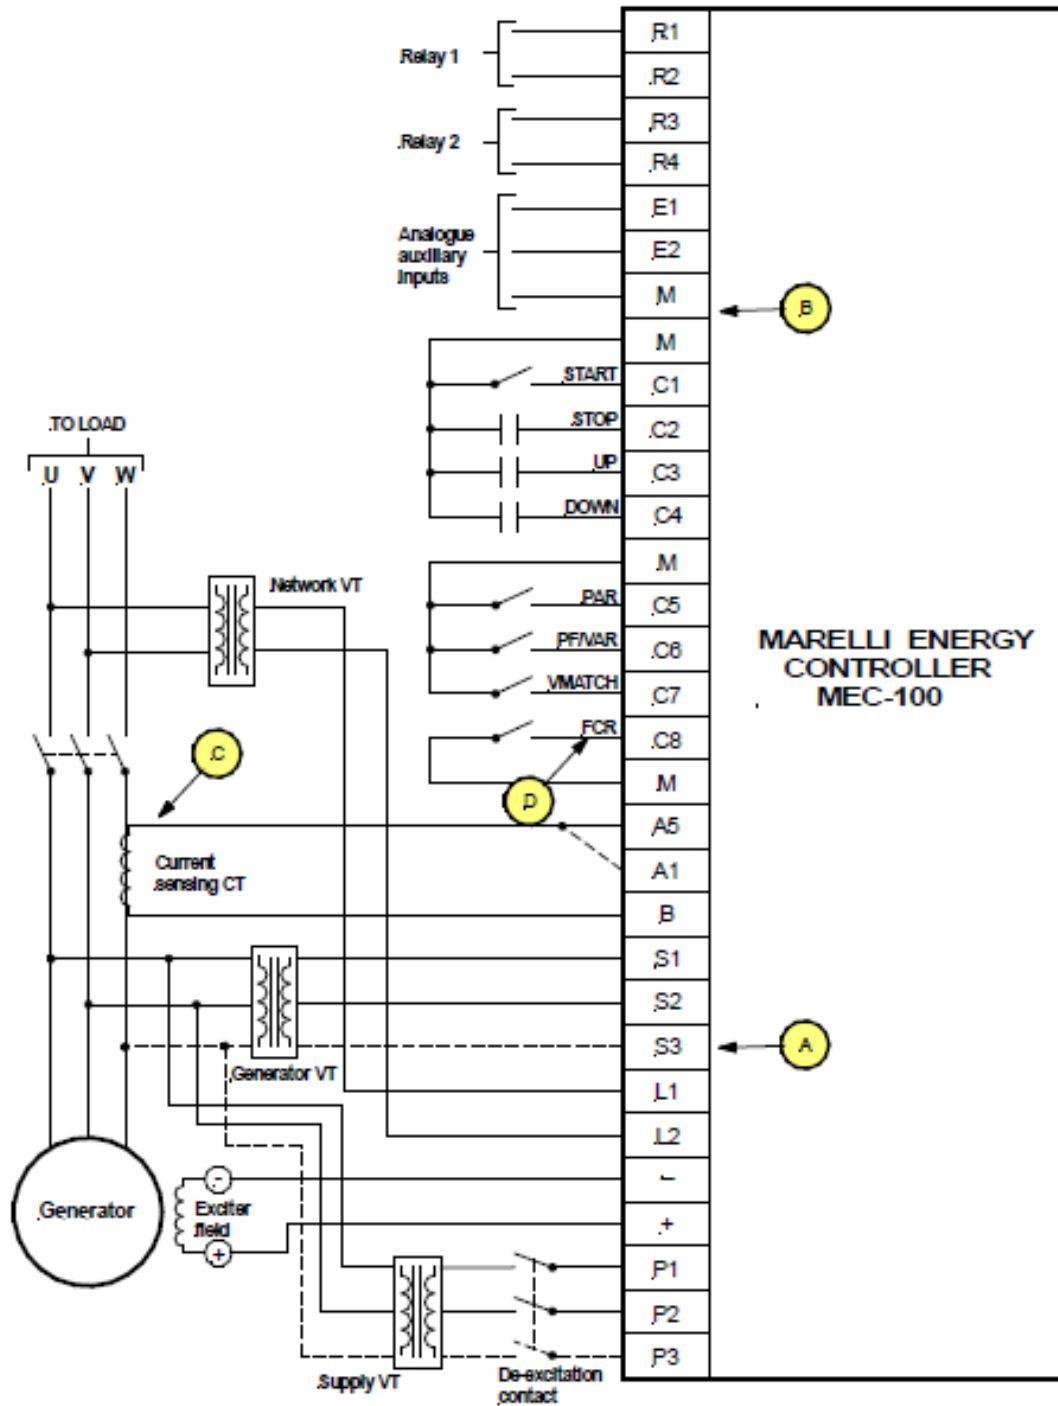 Relay 1
R1
R2
Relay 2
R3
R4
Analogue
auxiliary
inputs
E1
E2
M
B
M
START
C1
STOP
C2
UP
C3
DOWN
C4
TO LOAD
U V W
M
Network VT
PAR
C5
PF/VAR
C6
VMATCH
C7
FCR
C8
M
MARELLI ENERGY
CONTROLLER
MEC-100
C
D
A5
Current
sensing CT
A1
B
S1
S2
S3
A
Generator VT
L1
L2
-
-
Exciter
field
+
+
Generator
P1
P2
P3
Supply VT
De-excitation
contact